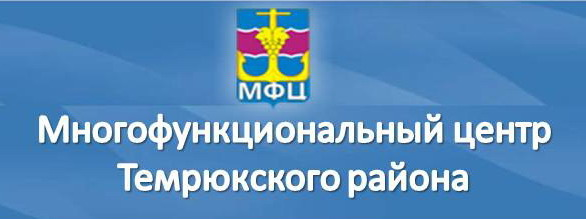 МФЦ
Многофункциональный центр
Темрюкского района